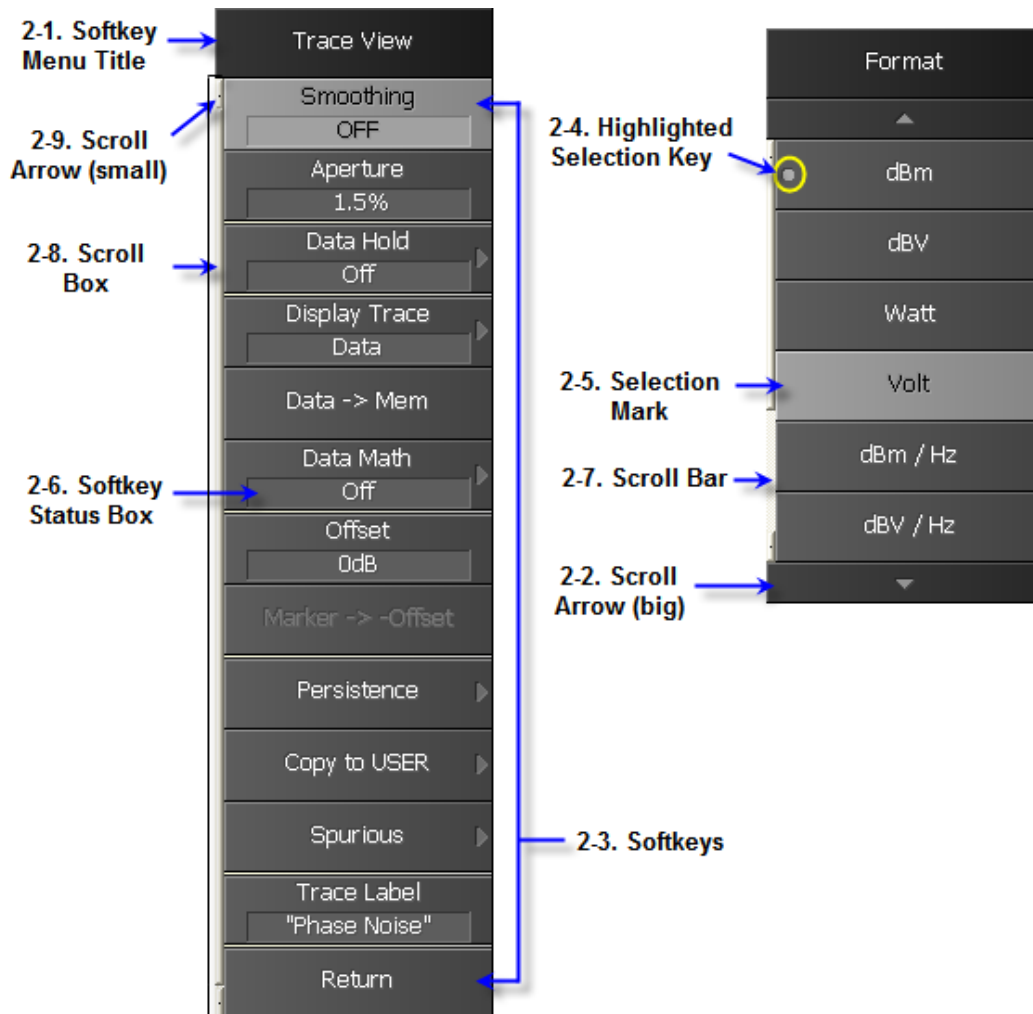 2-1. Softkey
Menu Title
Trace View
2-9. Scroll
Arrow (small)
Smoothing
OFF
Aperture
1.5%
2-8. Scroll
Box
Data Hold
Off
Display Trace
Data
Data -> Mem
2-6. Softkey
Status Box
Data Math
Off
Offset
0dB
Marker -> -Offset
Persistence
Copy to USER
Spurious
Trace Label
"Phase Noise"
Return
2-3. Softkeys
Format
2-4. Highlighted
Selection Key
dBm
dBV
Watt
2-5. Selection
Mark
Volt
2-7. Scroll Bar
dBm / Hz
dBV / Hz
2-2. Scroll
Arrow (big)